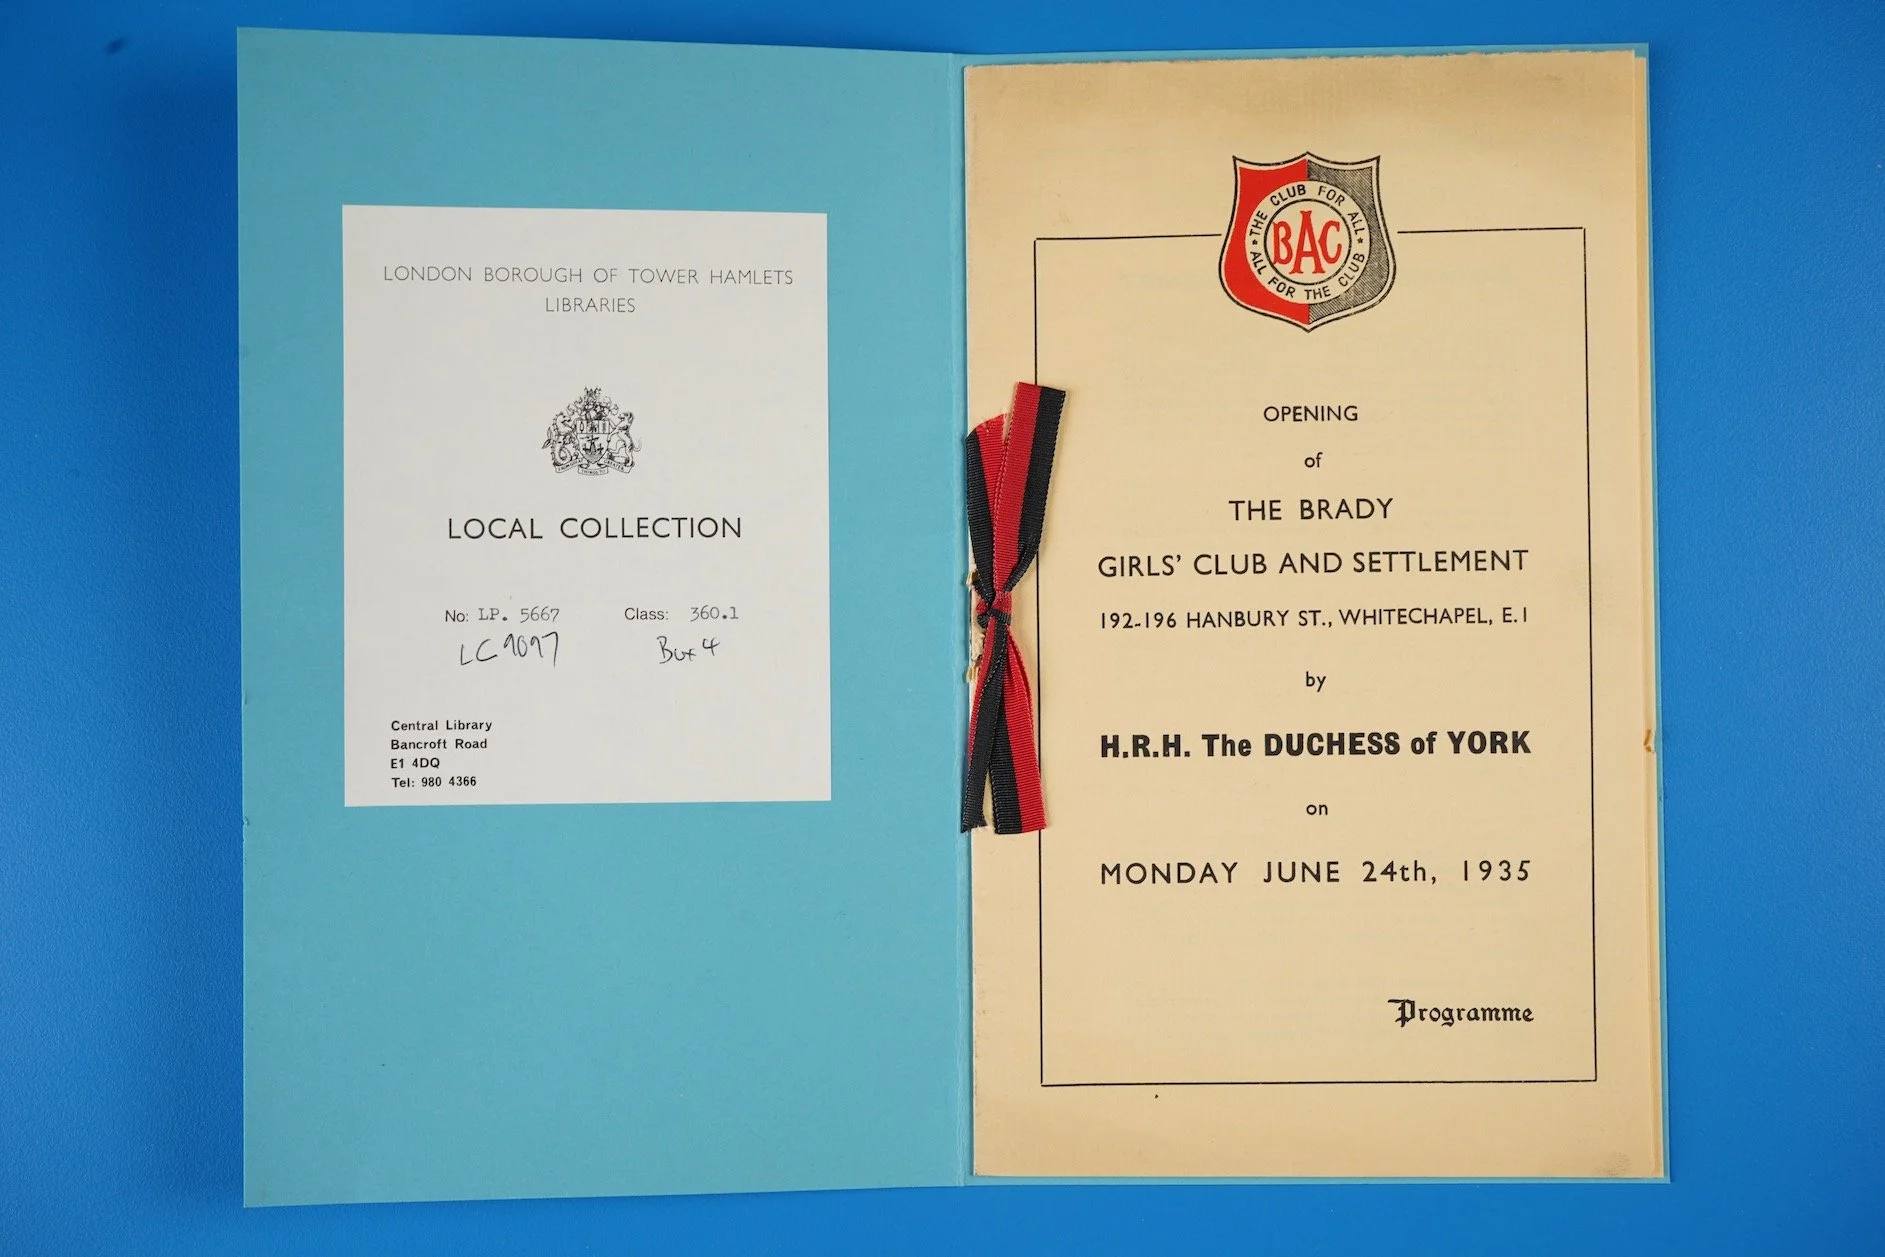 LONDON BOROUGH OF TOWER HAMLETS
LIBRARIES
LOCAL COLLECTION
No: LP. 5667 Class: 360.1
LC 9097 Box 4
Central Library
Bancroft Road
E1 4DQ
Tel: 980 4366
THE CLUB FOR ALL
ALL FOR THE CLUB
BAC
OPENING
of
THE BRADY
GIRLS' CLUB AND SETTLEMENT
192-196 HANBURY ST., WHITECHAPEL, E.1
by
H.R.H. The DUCHESS of YORK
on
MONDAY JUNE 24th, 1935
Programme